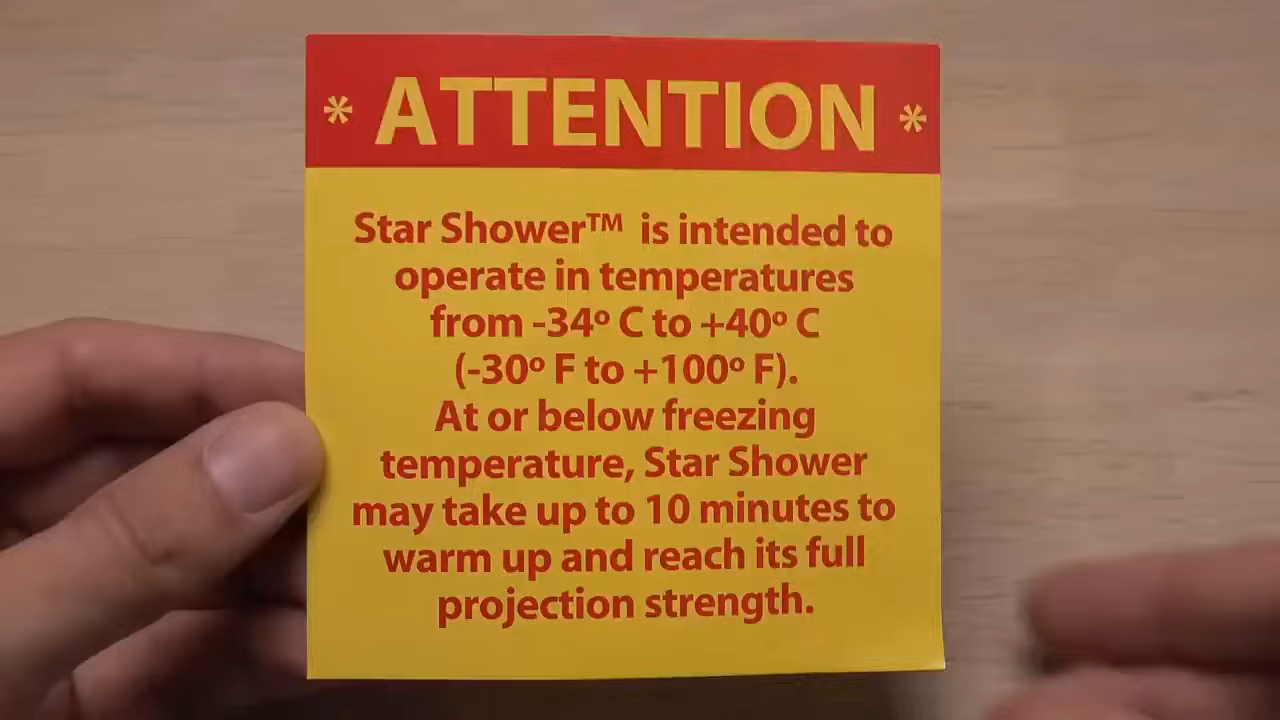 * ATTENTION *
Star Shower™ is intended to
operate in temperatures
from -34º C to +40º C
(-30º F to +100º F).
At or below freezing
temperature, Star Shower
may take up to 10 minutes to
warm up and reach its full
projection strength.